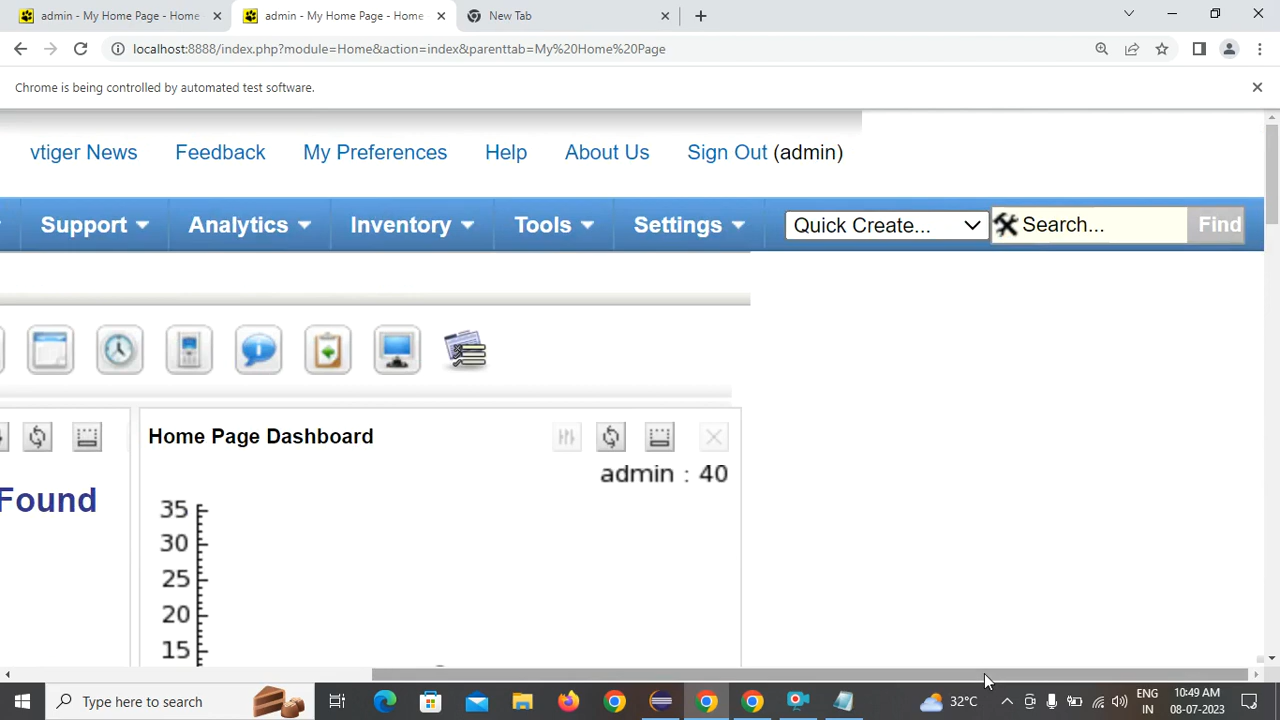 admin - My Home Page - Home
admin - My Home Page - Home
New Tab
localhost:8888/index.php?module=Home&action=index&parenttab=My%20Home%20Page
Chrome is being controlled by automated test software.
vtiger News
Feedback
My Preferences
Help
About Us
Sign Out (admin)
Support
Analytics
Inventory
Tools
Settings
Quick Create...
Search...
Find
Home Page Dashboard
admin : 40
Found
35
30
25
20
15
Type here to search
32°C
ENG
IN
10:49 AM
08-07-2023